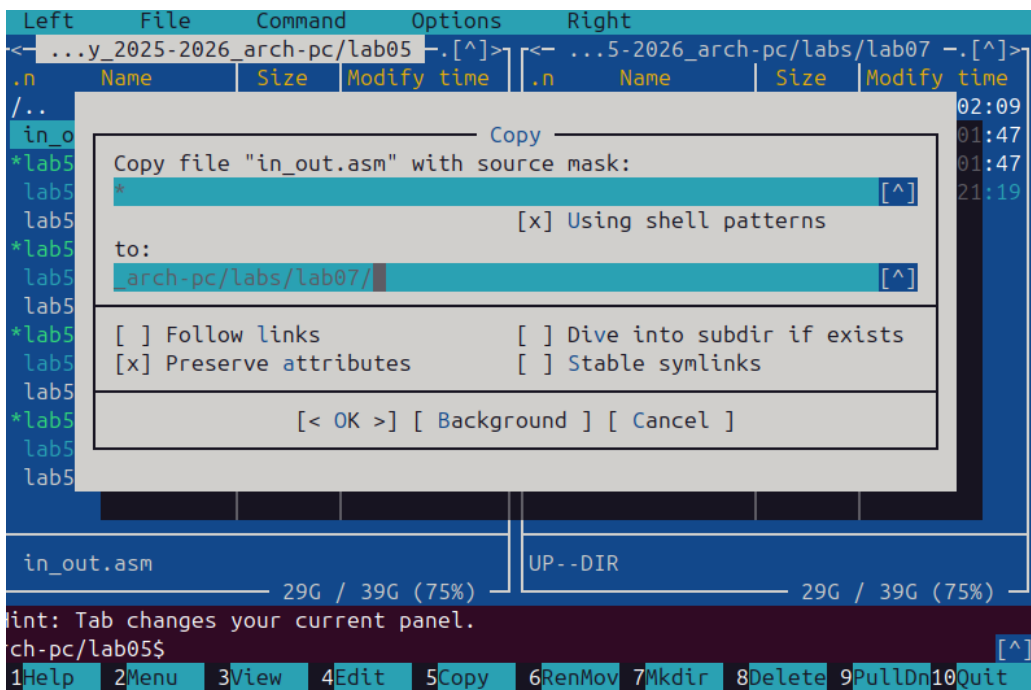 Left File Command Options Right
<─ ...y_2025-2026_arch-pc/lab05 ─.[^]>┐┌<─ ...5-2026_arch-pc/labs/lab07 ─.[^]>
.n Name Size Modify time .n Name Size Modify time
/.. 02:09
in_o Copy 01:47
*lab5 Copy file "in_out.asm" with source mask: 01:47
lab5 * [^] 21:19
lab5 [x] Using shell patterns
*lab5 to:
lab5 _arch-pc/labs/lab07/ [^]
lab5
*lab5 [ ] Follow links [ ] Dive into subdir if exists
lab5 [x] Preserve attributes [ ] Stable symlinks
lab5
*lab5 [< OK >] [ Background ] [ Cancel ]
lab5
lab5
in_out.asm UP--DIR
29G / 39G (75%) 29G / 39G (75%)
Hint: Tab changes your current panel.
rch-pc/lab05$ [^]
1Help 2Menu 3View 4Edit 5Copy 6RenMov 7Mkdir 8Delete 9PullDn10Quit